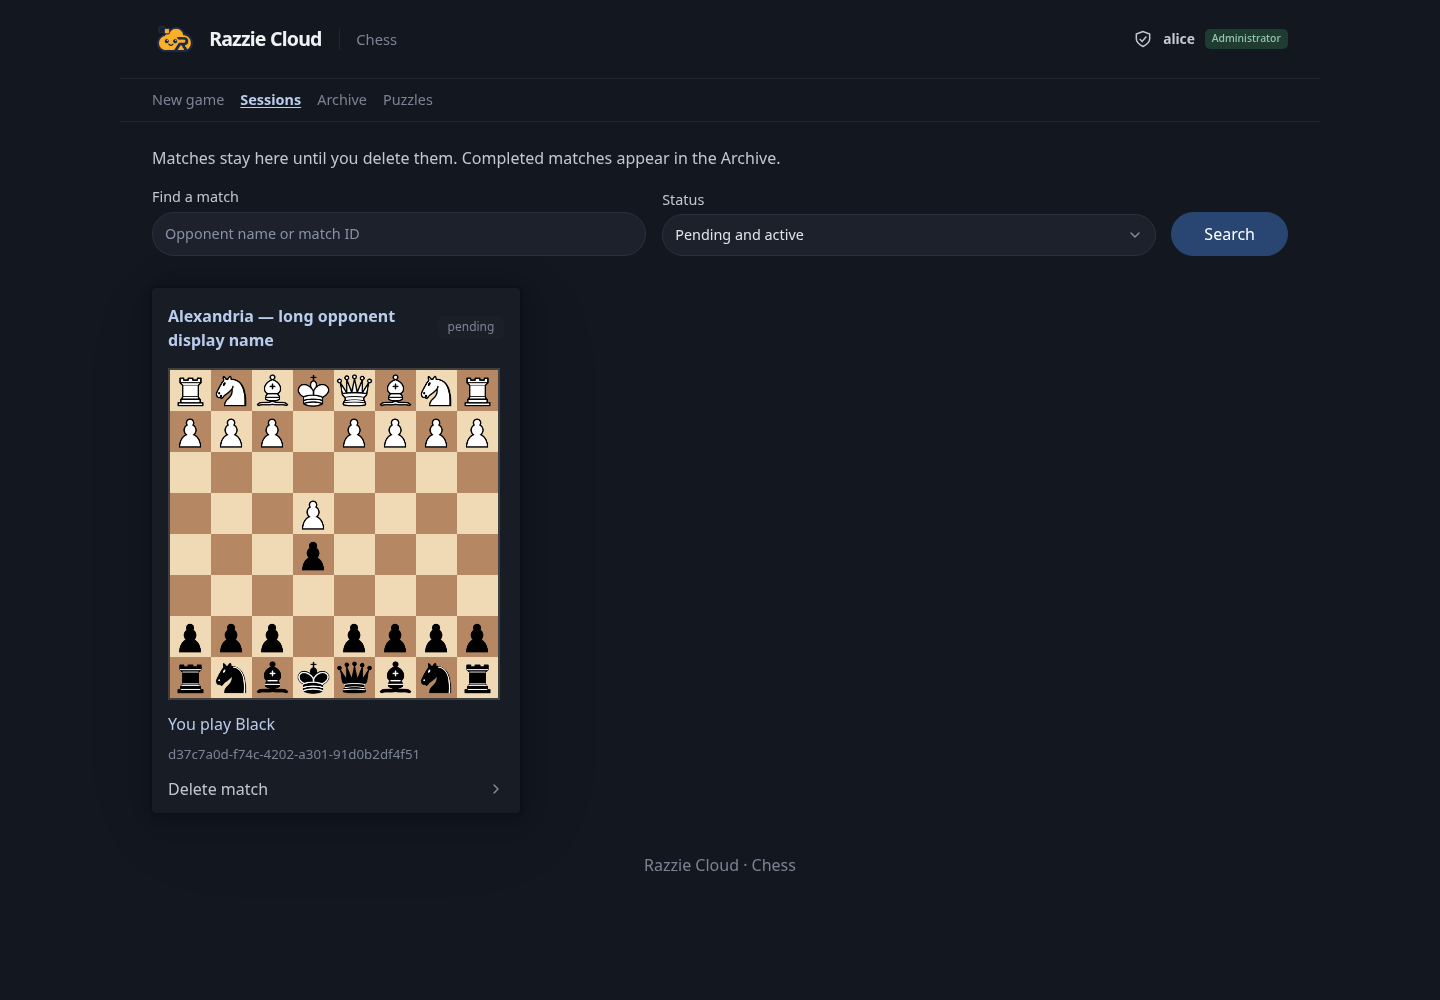 Razzie Cloud
Chess
alice
Administrator
New game
Sessions
Archive
Puzzles
Matches stay here until you delete them. Completed matches appear in the Archive.
Find a match
Opponent name or match ID
Status
Pending and active
Search
Alexandria — long opponent
display name
pending
You play Black
d37c7a0d-f74c-4202-a301-91d0b2df4f51
Delete match
Razzie Cloud · Chess